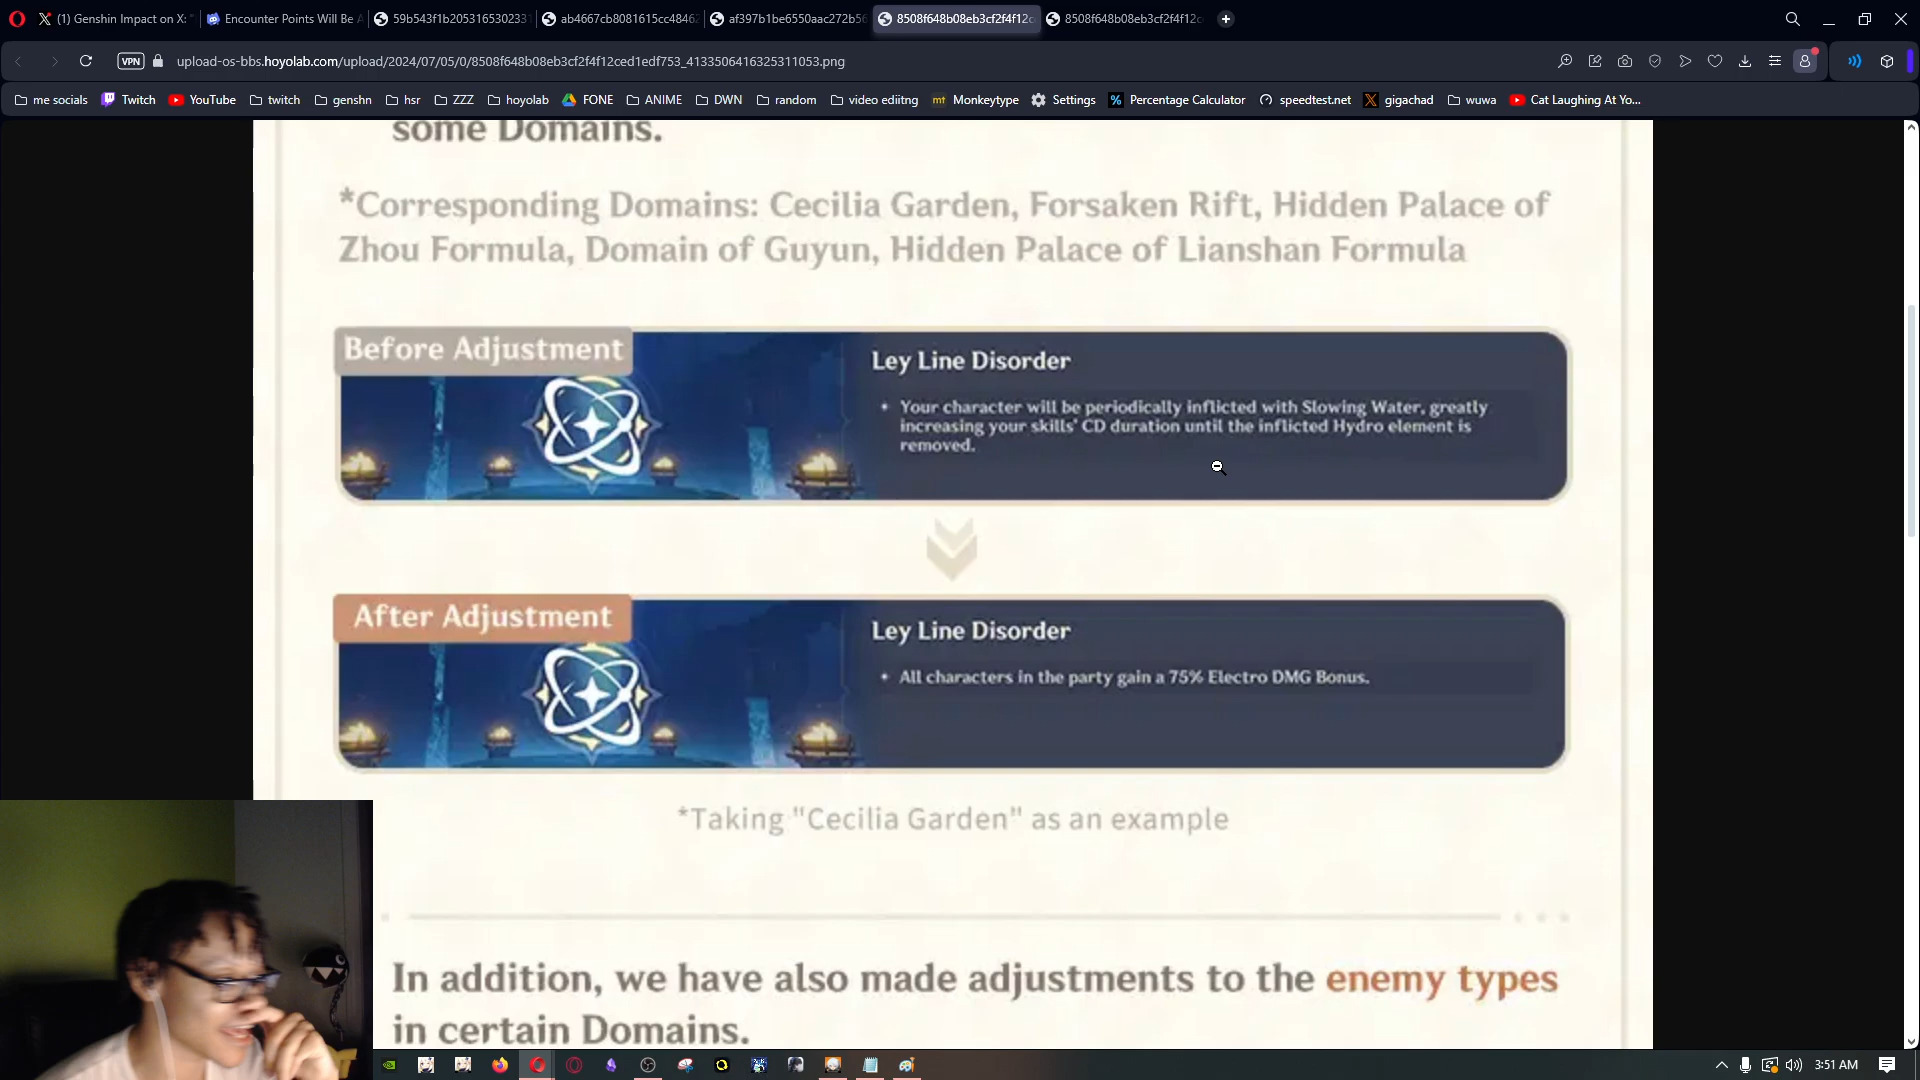 (1) Genshin Impact on X: "
Encounter Points Will Be A
59b543f1b205316530233
ab4667cb8081615cc4846
af397b1be6550aac272b5
8508f648b08eb3cf2f4f12c
8508f648b08eb3cf2f4f12c
VPN
upload-os-bbs.hoyolab.com/upload/2024/07/05/0/8508f648b08eb3cf2f4f12ced1edf753_4133506416325311053.png
me socials
Twitch
YouTube
twitch
genshn
hsr
ZZZ
hoyolab
FONE
ANIME
DWN
random
video ediitng
mt Monkeytype
Settings
Percentage Calculator
speedtest.net
gigachad
wuwa
Cat Laughing At Yo...
some Domains.
*Corresponding Domains: Cecilia Garden, Forsaken Rift, Hidden Palace of
Zhou Formula, Domain of Guyun, Hidden Palace of Lianshan Formula
Before Adjustment
Ley Line Disorder
Your character will be periodically inflicted with Slowing Water, greatly
increasing your skills' CD duration until the inflicted Hydro element is
removed.
After Adjustment
Ley Line Disorder
All characters in the party gain a 75% Electro DMG Bonus.
*Taking "Cecilia Garden" as an example
In addition, we have also made adjustments to the enemy types
in certain Domains.
3:51 AM